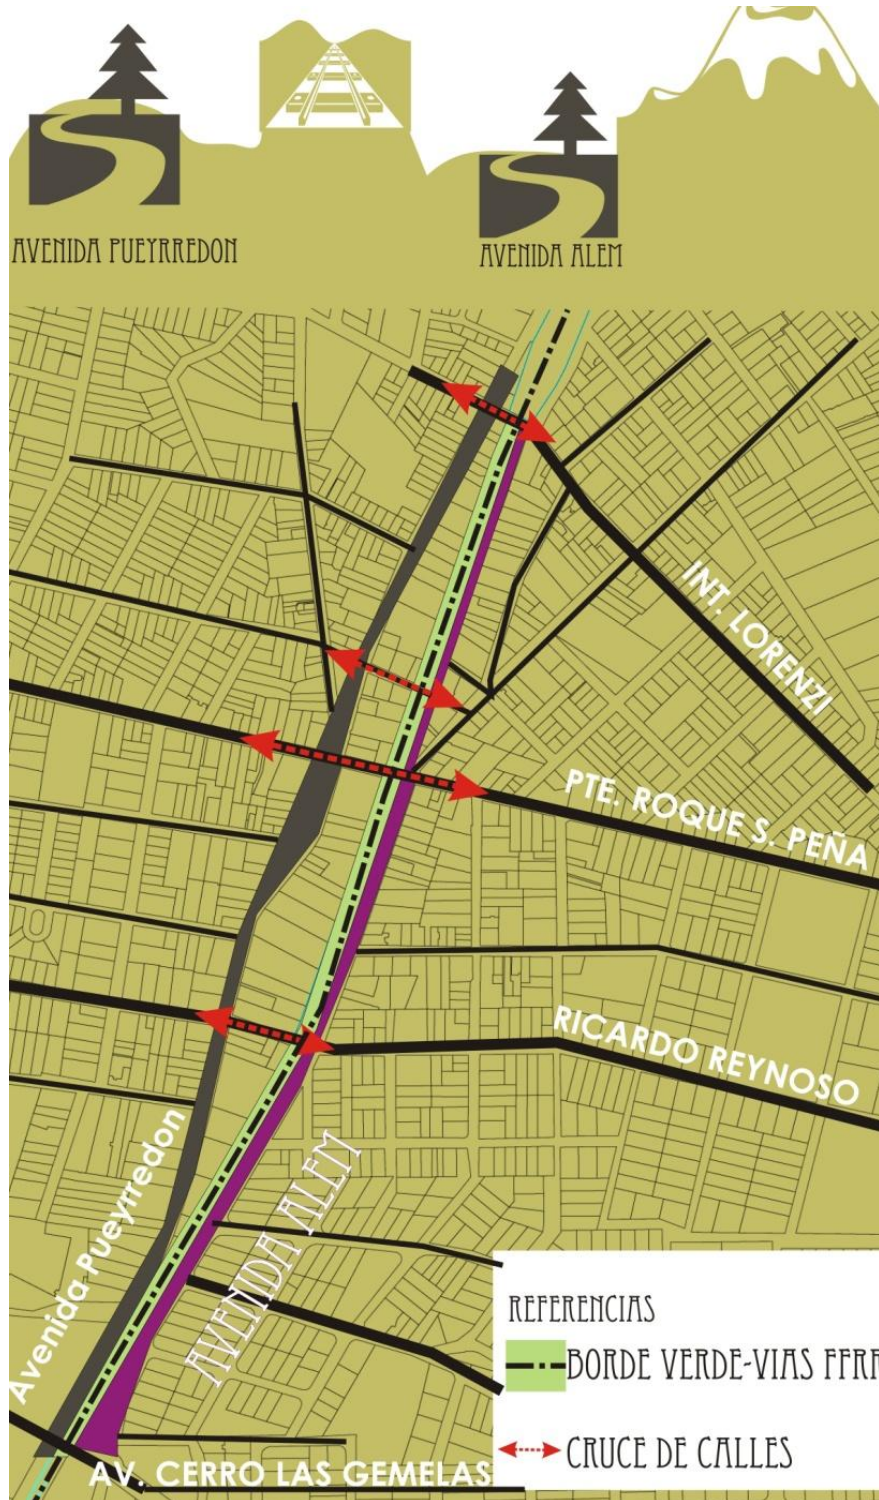 AVENIDA PUEYRREDON
AVENIDA ALEM
INT. LORENZI
PTE. ROQUE S. PEÑA
RICARDO REYNOSO
Avenida Pueyrredon
AVENIDA ALEM
REFERENCIAS
BORDE VERDE-VIAS FERR
CRUCE DE CALLES
AV. CERRO LAS GEMELAS